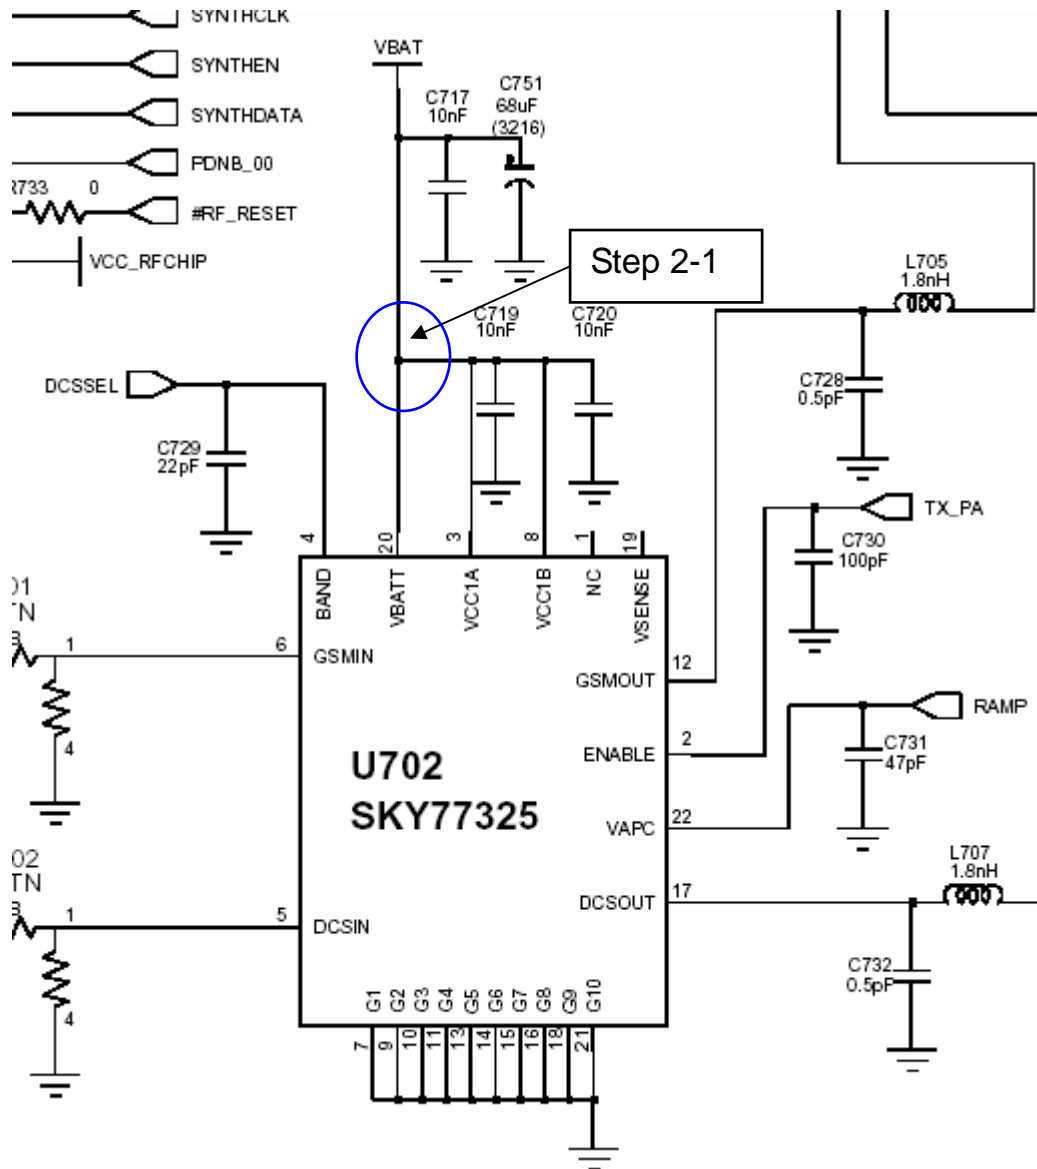 SYNTHCLK
SYNTHEN
SYNTHDATA
PDNB_00
R733 0
#RF_RESET
VCC_RFCHIP
VBAT
C717
10nF
C751
68uF
(3216)
Step 2-1
C719
10nF
C720
10nF
L705
1.8nH
DCSSEL
C729
22pF
C728
0.5pF
TX_PA
C730
100pF
4
20
3
8
1
19
BAND
VBATT
VCC1A
VCC1B
NC
VSENSE
01
TN
1
6
GSMIN
4
GSMOUT
12
ENABLE
2
RAMP
C731
47pF
U702
SKY77325
VAPC
22
02
TN
1
5
DCSIN
4
DCSOUT
17
L707
1.8nH
C732
0.5pF
G1
G2
G3
G4
G5
G6
G7
G8
G9
G10
7
9
10
11
13
14
15
16
18
21